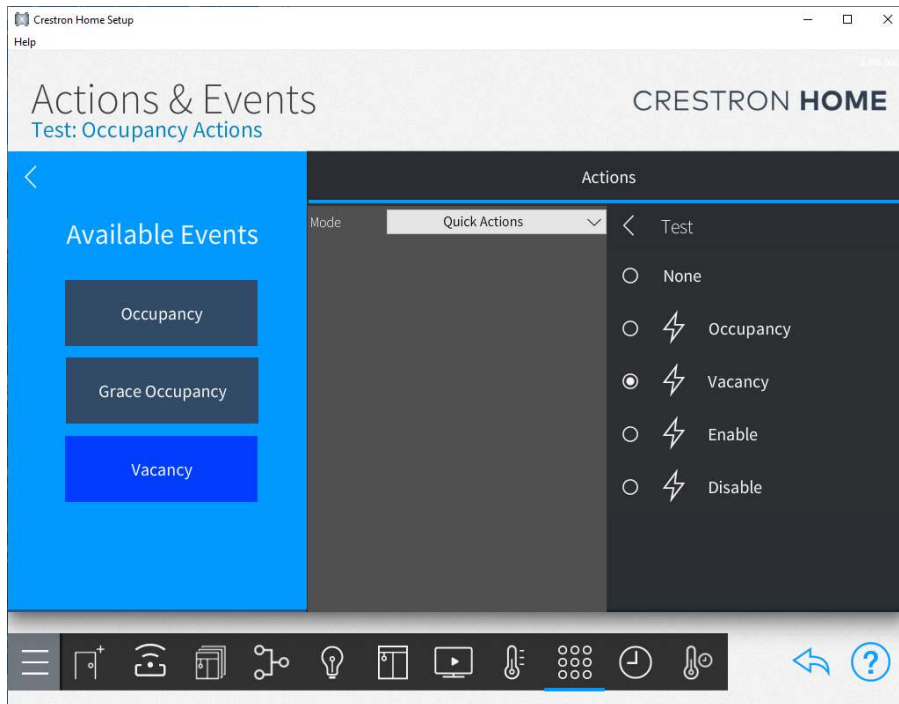 Crestron Home Setup
Help
Actions & Events
Test: Occupancy Actions
CRESTRON HOME
Actions
Available Events
Occupancy
Grace Occupancy
Vacancy
Mode
Quick Actions
Test
None
Occupancy
Vacancy
Enable
Disable
?